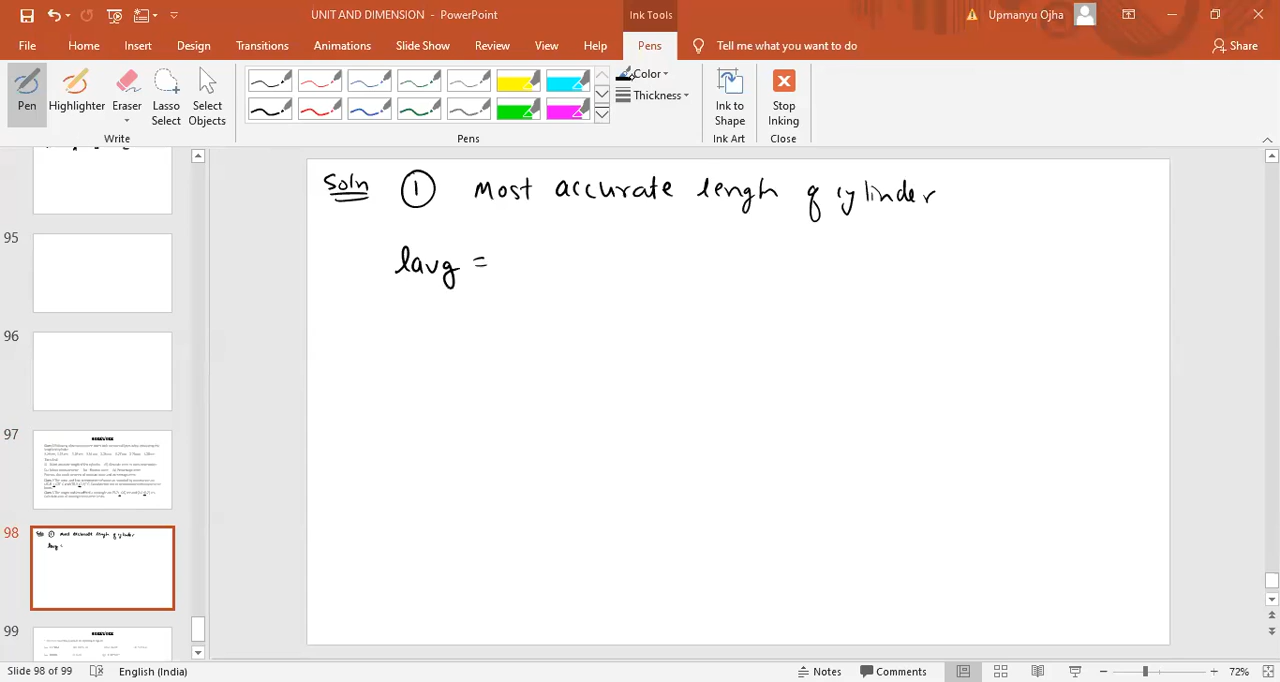 UNIT AND DIMENSION - PowerPoint
Ink Tools
Upmanyu Ojha
File Home Insert Design Transitions Animations Slide Show Review View Help Pens Tell me what you want to do Share
Pen Highlighter Eraser Lasso Select Select Objects
Color
Thickness
Ink to Shape
Stop Inking
Write Pens Ink Art Close
95
96
97
98
99
Soln ① Most accurate lengh of cylinder
lavg =
Slide 98 of 99 English (India) Notes Comments 72%